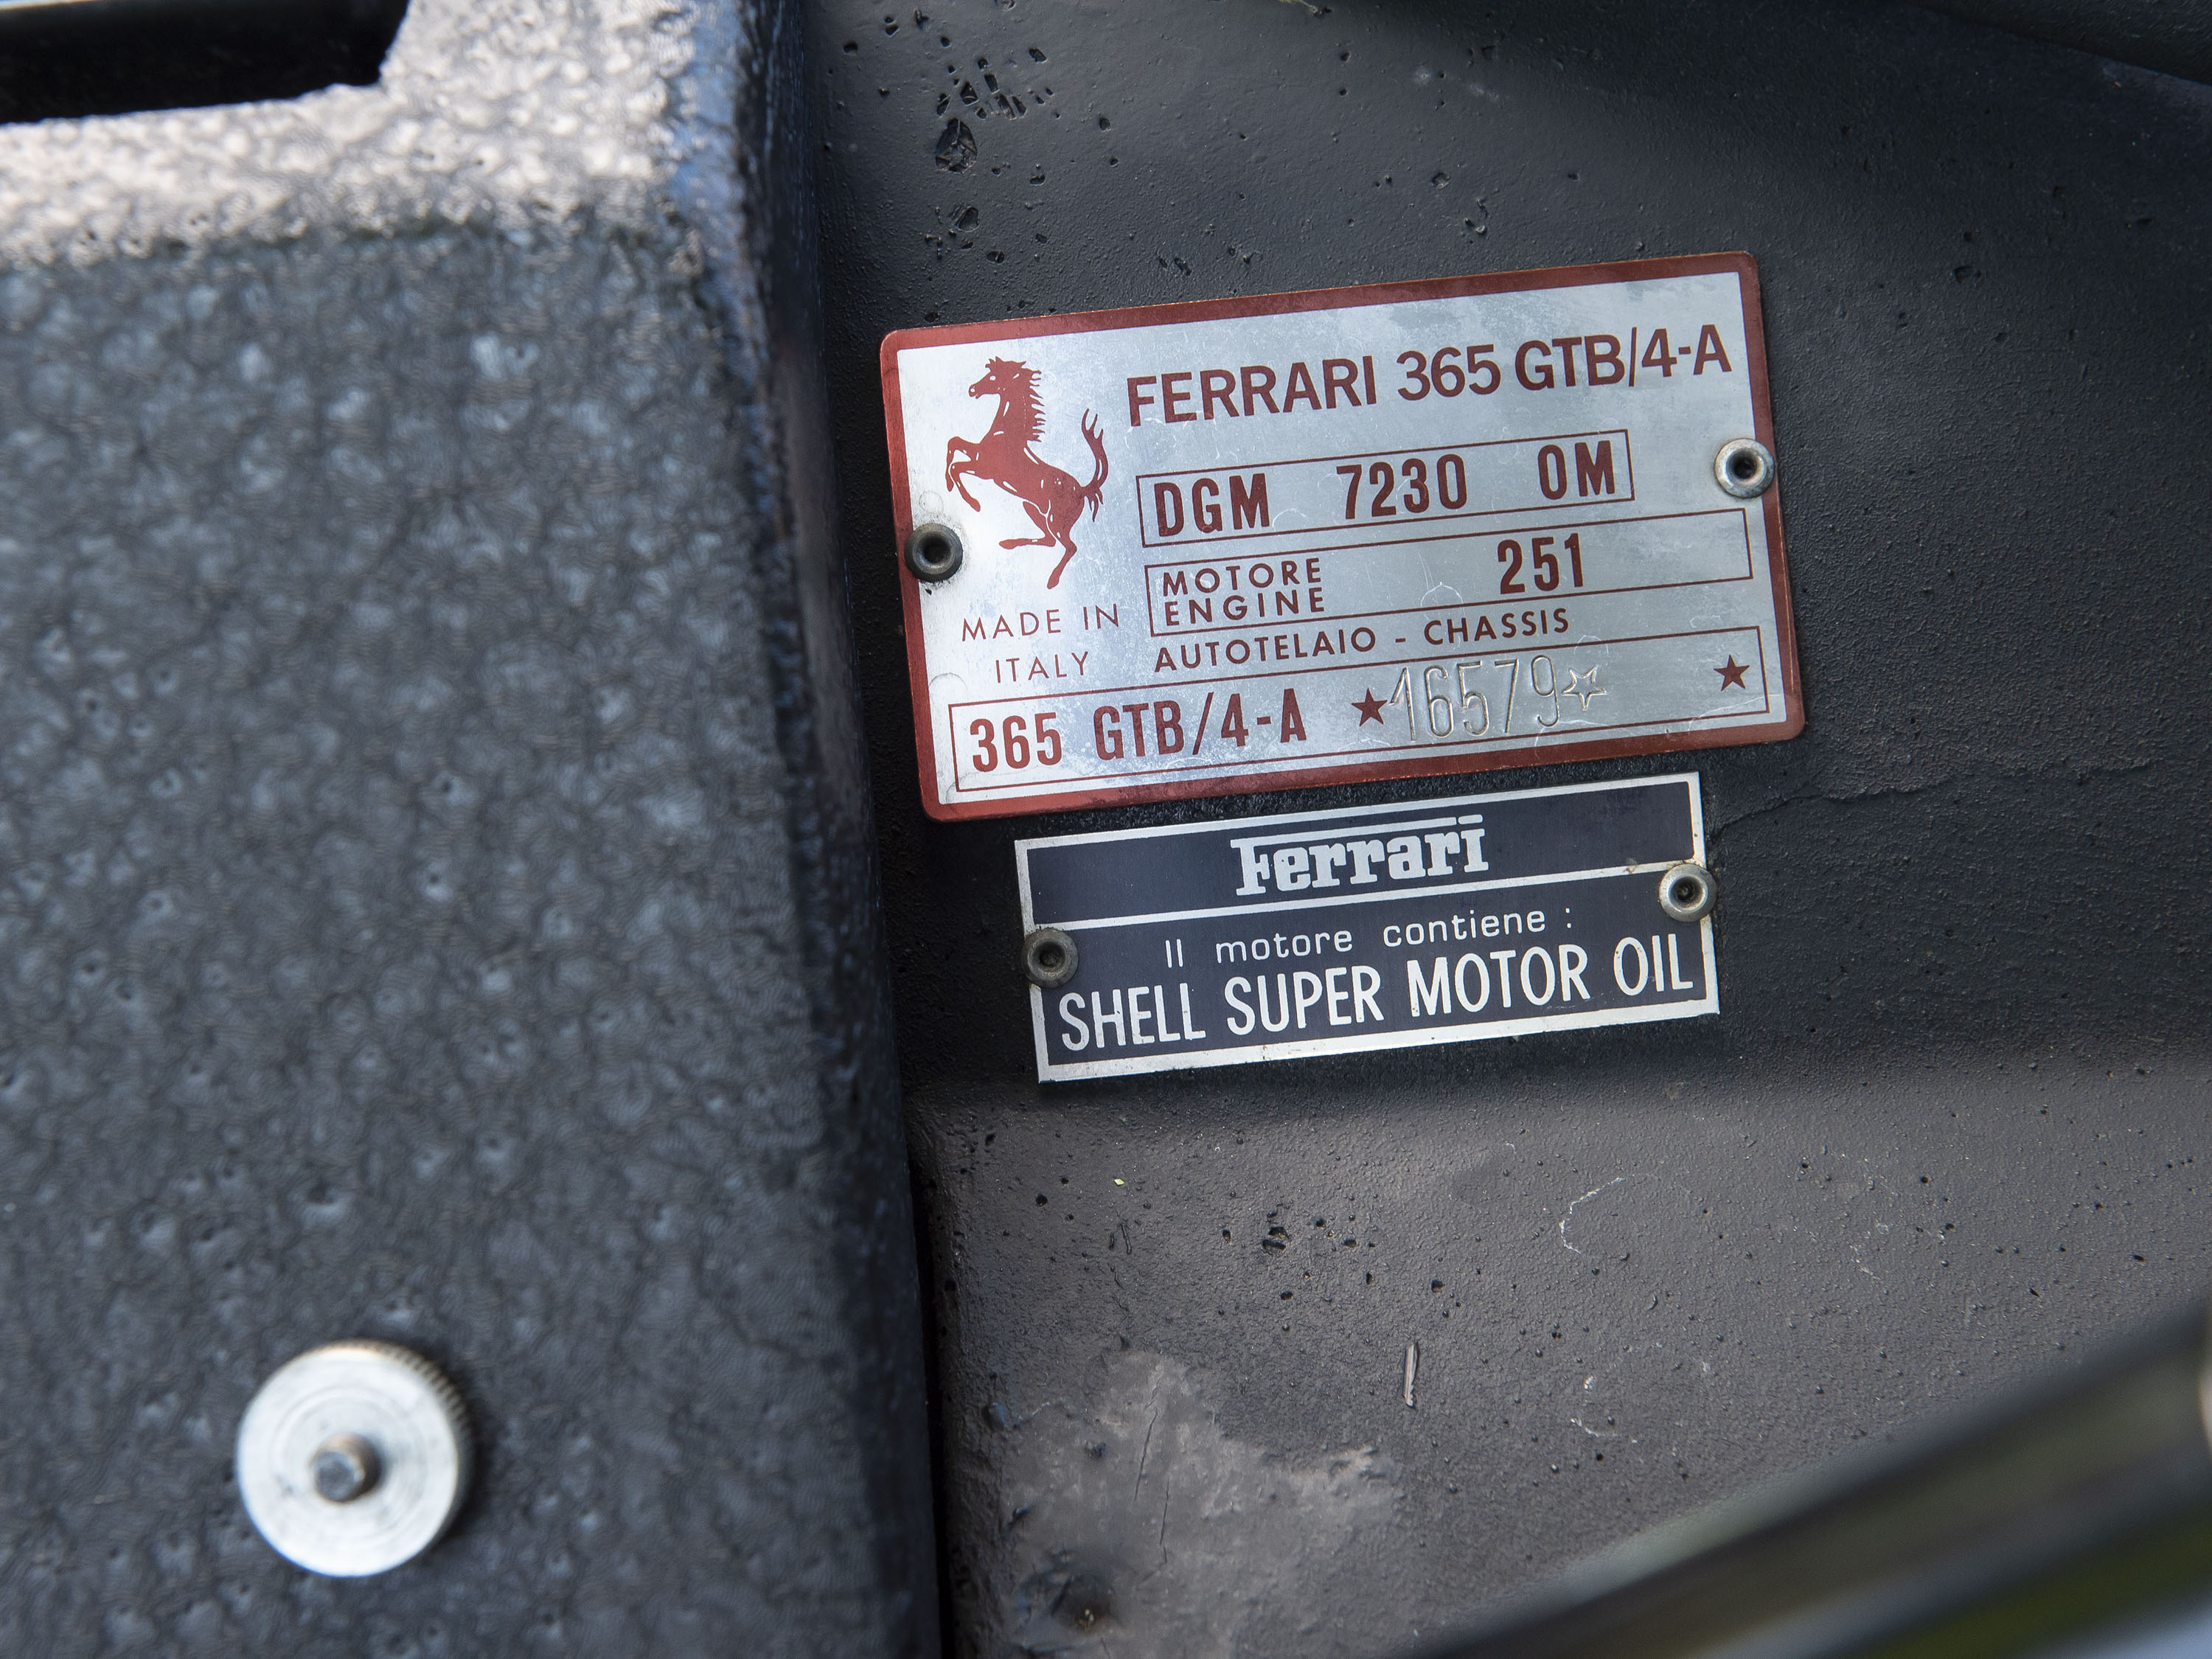 FERRARI 365 GTB/4-A
DGM 7230 OM
MOTORE 251
ENGINE
MADE IN
ITALY
AUTOTELAIO - CHASSIS
365 GTB/4-A ★16579☆ ★
Ferrari
Il motore contiene :
SHELL SUPER MOTOR OIL